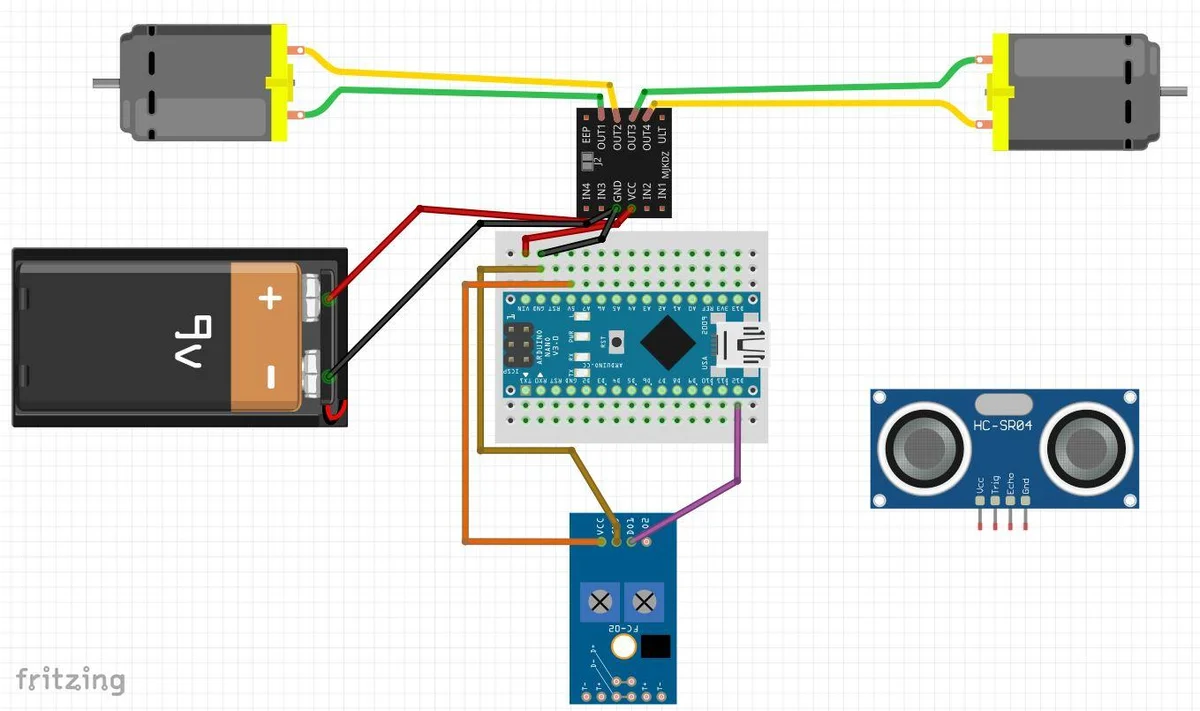 EEP OUT1 OUT2 OUT3 OUT4 ULT
J2
MJKDZ
IN4 IN3 GND VCC IN2 IN1
+
9V
-
VIN GND RST 5V A7 A6 A5 A4 A3 A2 A1 A0 REF 3V3 D13
1
L
PWR
RX
TX
RST
ARDUINO
NANO
V3.0
ICSP
ARDUINO.CC
2009
USA
TX1 RX0 RST GND D2 D3 D4 D5 D6 D7 D8 D9 D10 D11 D12
HC-SR04
Vcc
Trig
Echo
Gnd
VCC
DO1
DO2
FC-02
D+
D-
T- T+ T+ T-
fritzing